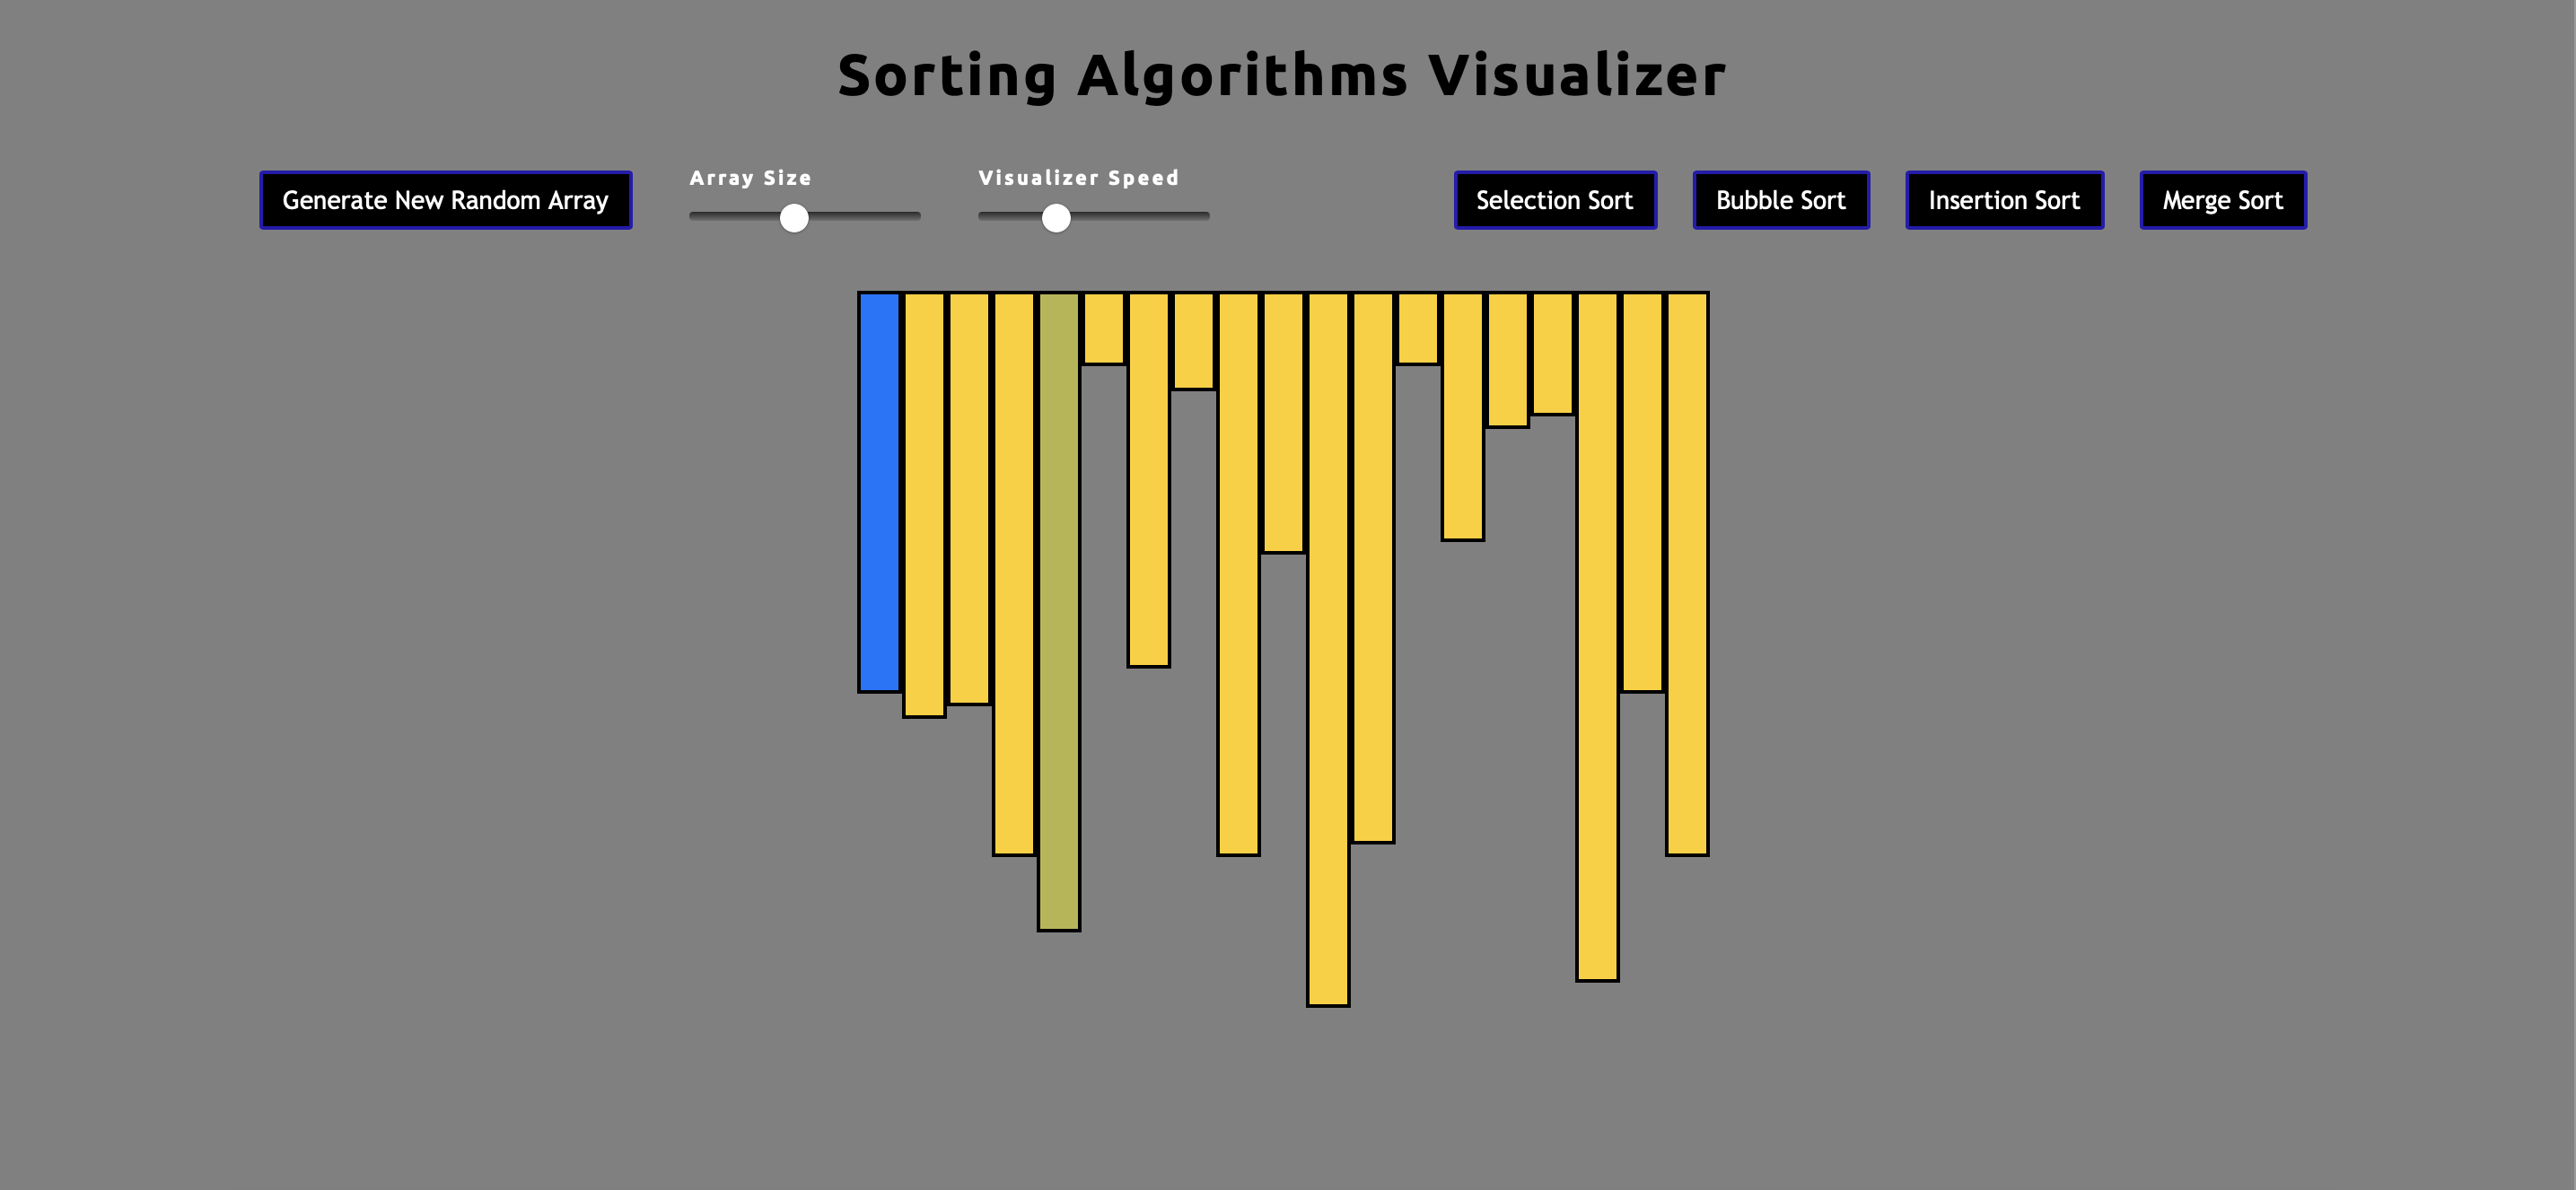 Sorting Algorithms Visualizer
Generate New Random Array
Array Size
Visualizer Speed
Selection Sort
Bubble Sort
Insertion Sort
Merge Sort